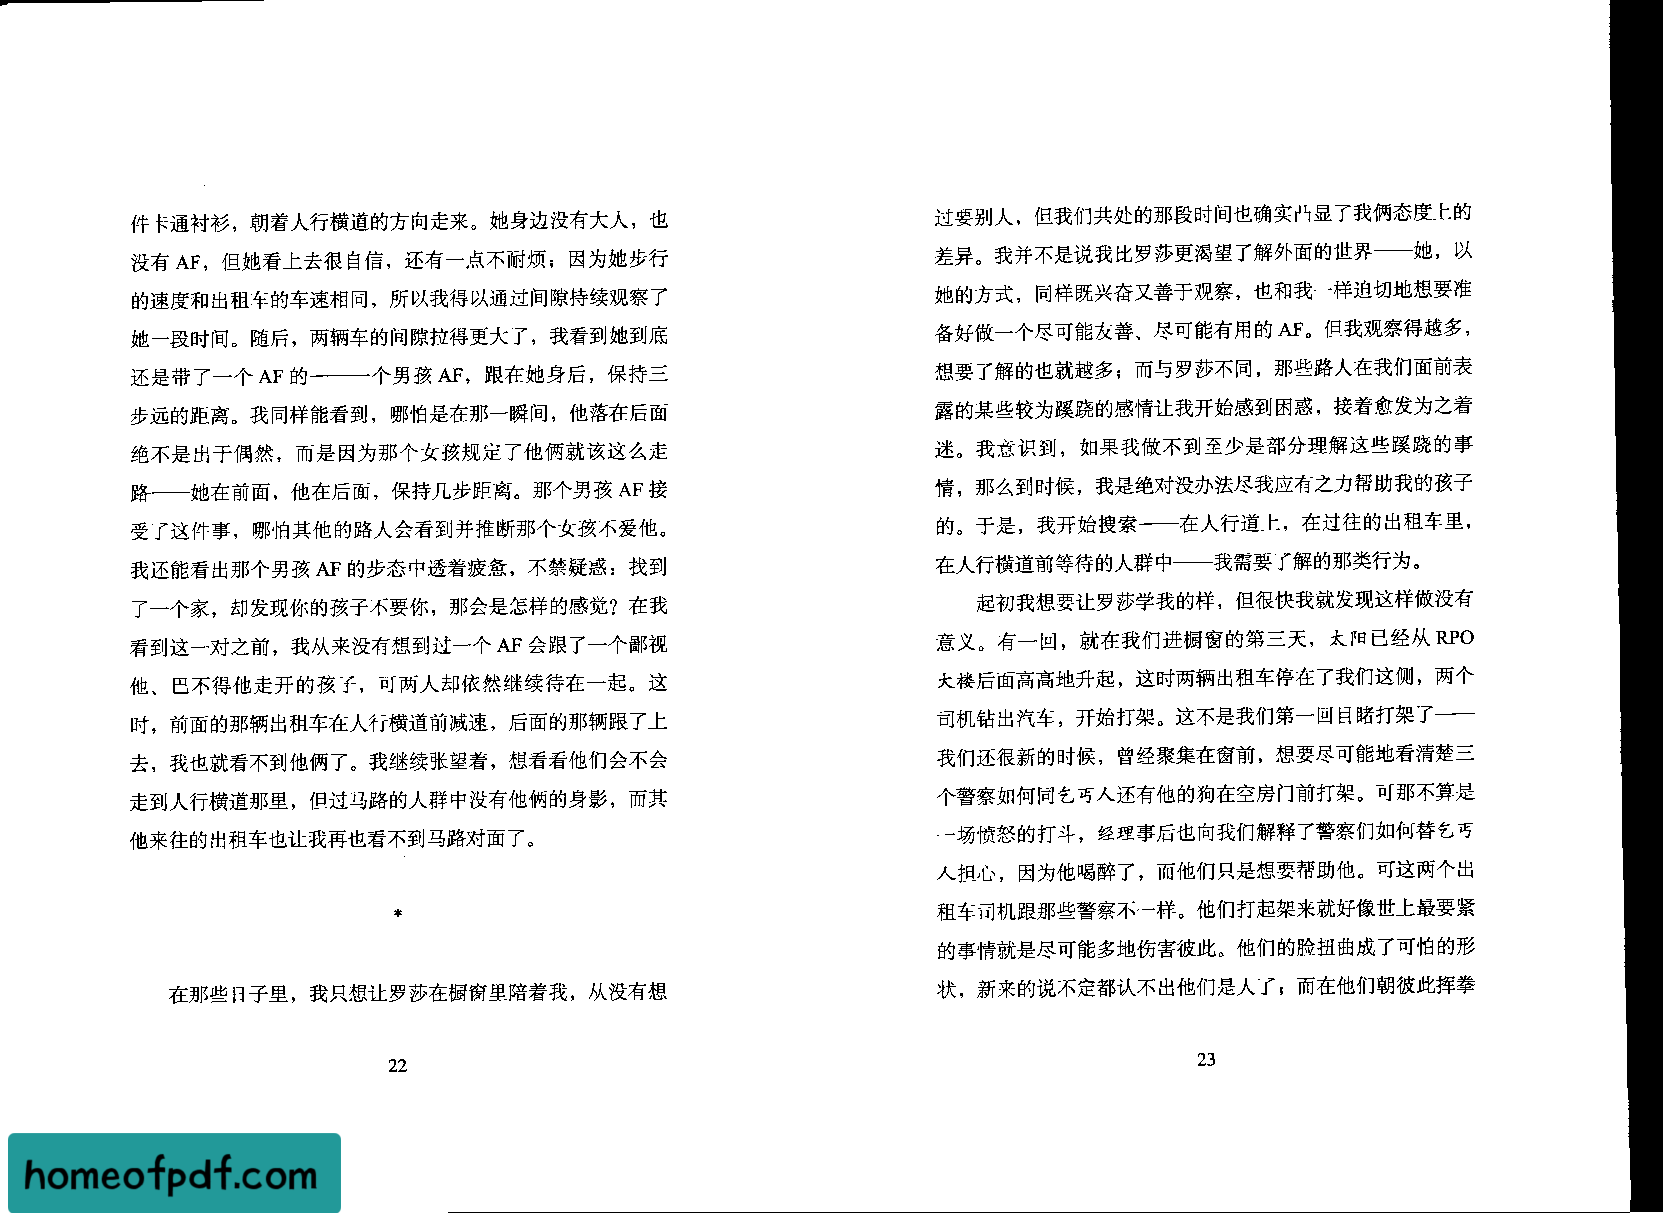 件卡通衬衫，朝着人行横道的方向走来。她身边没有大人，也
没有 AF，但她看上去很自信，还有一点不耐烦；因为她步行
的速度和出租车的车速相同，所以我得以通过间隙持续观察了
她一段时间。随后，两辆车的间隙拉得更大了，我看到她到底
还是带了一个 AF 的——一个男孩 AF，跟在她身后，保持三
步远的距离。我同样能看到，哪怕是在那一瞬间，他落在后面
绝不是出于偶然，而是因为那个女孩规定了他俩就该这么走
路——她在前面，他在后面，保持几步距离。那个男孩 AF 接
受了这件事，哪怕其他的路人会看到并推断那个女孩不爱他。
我还能看出那个男孩 AF 的步态中透着疲惫，不禁疑惑：找到
了一个家，却发现你的孩子不要你，那会是怎样的感觉？在我
看到这一对之前，我从来没有想到过一个 AF 会跟了一个鄙视
他、巴不得他走开的孩子，可两人却依然继续待在一起。这
时，前面的那辆出租车在人行横道前减速，后面的那辆跟了上
去，我也就看不到他俩了。我继续张望着，想看看他们会不会
走到人行横道那里，但过马路的人群中没有他俩的身影，而其
他来往的出租车也让我再也看不到马路对面了。
*
在那些日子里，我只想让罗莎在橱窗里陪着我，从没有想
22
过要别人，但我们共处的那段时间也确实凸显了我俩态度上的
差异。我并不是说我比罗莎更渴望了解外面的世界——她，以
她的方式，同样既兴奋又善于观察，也和我一样迫切地想要准
备好做一个尽可能友善、尽可能有用的 AF。但我观察得越多，
想要了解的也就越多；而与罗莎不同，那些路人在我们面前表
露的某些较为蹊跷的感情让我开始感到困惑，接着愈发为之着
迷。我意识到，如果我做不到至少是部分理解这些蹊跷的事
情，那么到时候，我是绝对没办法尽我应有之力帮助我的孩子
的。于是，我开始搜索——在人行道上，在过往的出租车里，
在人行横道前等待的人群中——我需要了解的那类行为。
起初我想要让罗莎学我的样，但很快我就发现这样做没有
意义。有一回，就在我们进橱窗的第三天，太阳已经从 RPO
大楼后面高高地升起，这时两辆出租车停在了我们这侧，两个
司机钻出汽车，开始打架。这不是我们第一回目睹打架了——
我们还很新的时候，曾经聚集在窗前，想要尽可能地看清楚三
个警察如何同乞丐人还有他的狗在空房门前打架。可那不算是
一场愤怒的打斗，经理事后也向我们解释了警察们如何替乞丐
人担心，因为他喝醉了，而他们只是想要帮助他。可这两个出
租车司机跟那些警察不一样。他们打起架来就好像世上最要紧
的事情就是尽可能多地伤害彼此。他们的脸扭曲成了可怕的形
状，新来的说不定都认不出他们是人了；而在他们朝彼此挥拳
23
homeofpdf.com